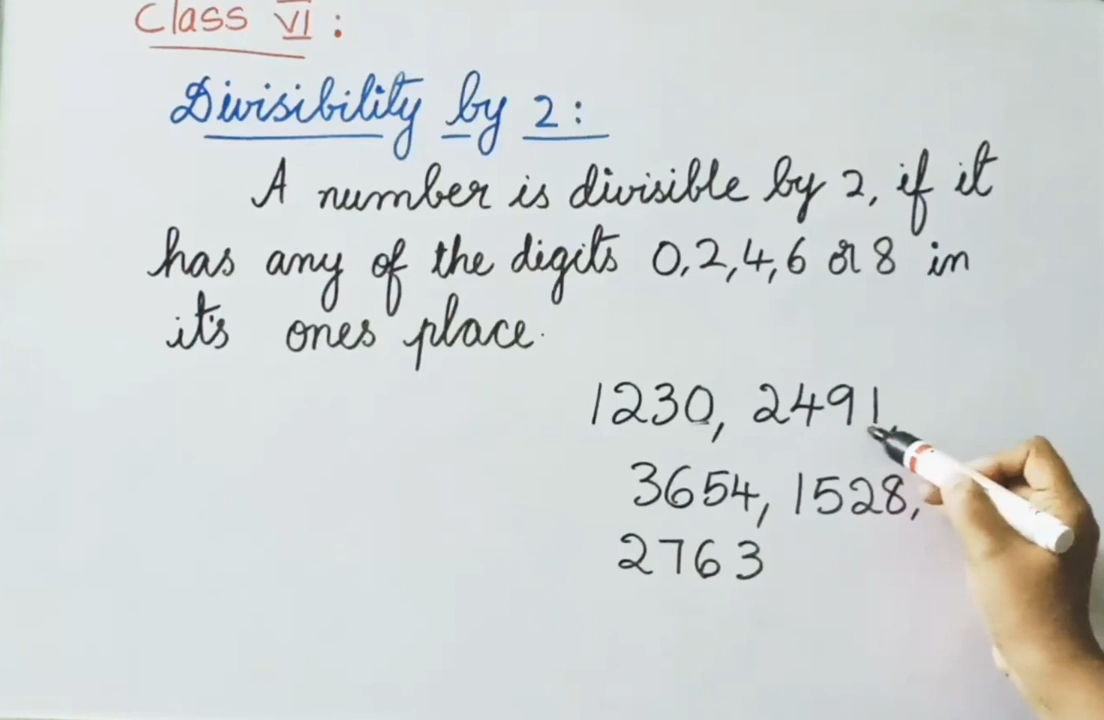 Class VI :
Divisibility by 2 :
A number is divisible by 2, if it
has any of the digits 0, 2, 4, 6 or 8 in
it's ones place.
1230, 2491
3654, 1528,
2763